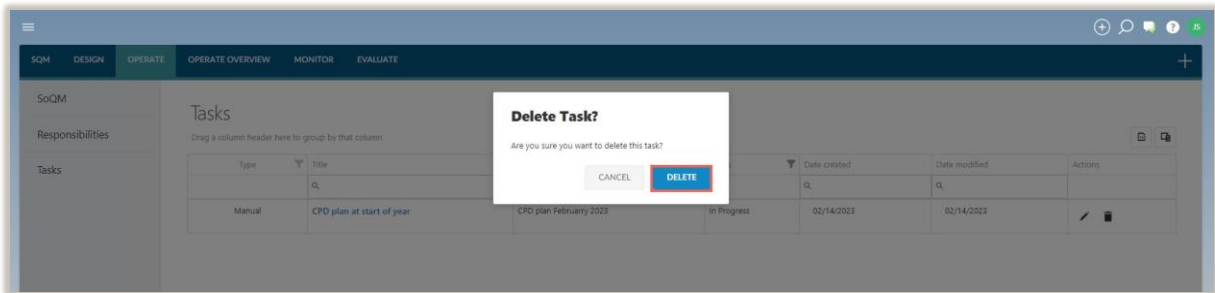 JS
SQM DESIGN OPERATE OPERATE OVERVIEW MONITOR EVALUATE
SoQM
Responsibilities
Tasks
Tasks
Drag a column header here to group by that column
Delete Task?
Are you sure you want to delete this task?
CANCEL DELETE
Type Title Date created Date modified Actions
Manual CPD plan at start of year CPD plan Februarry 2023 In Progress 02/14/2023 02/14/2023